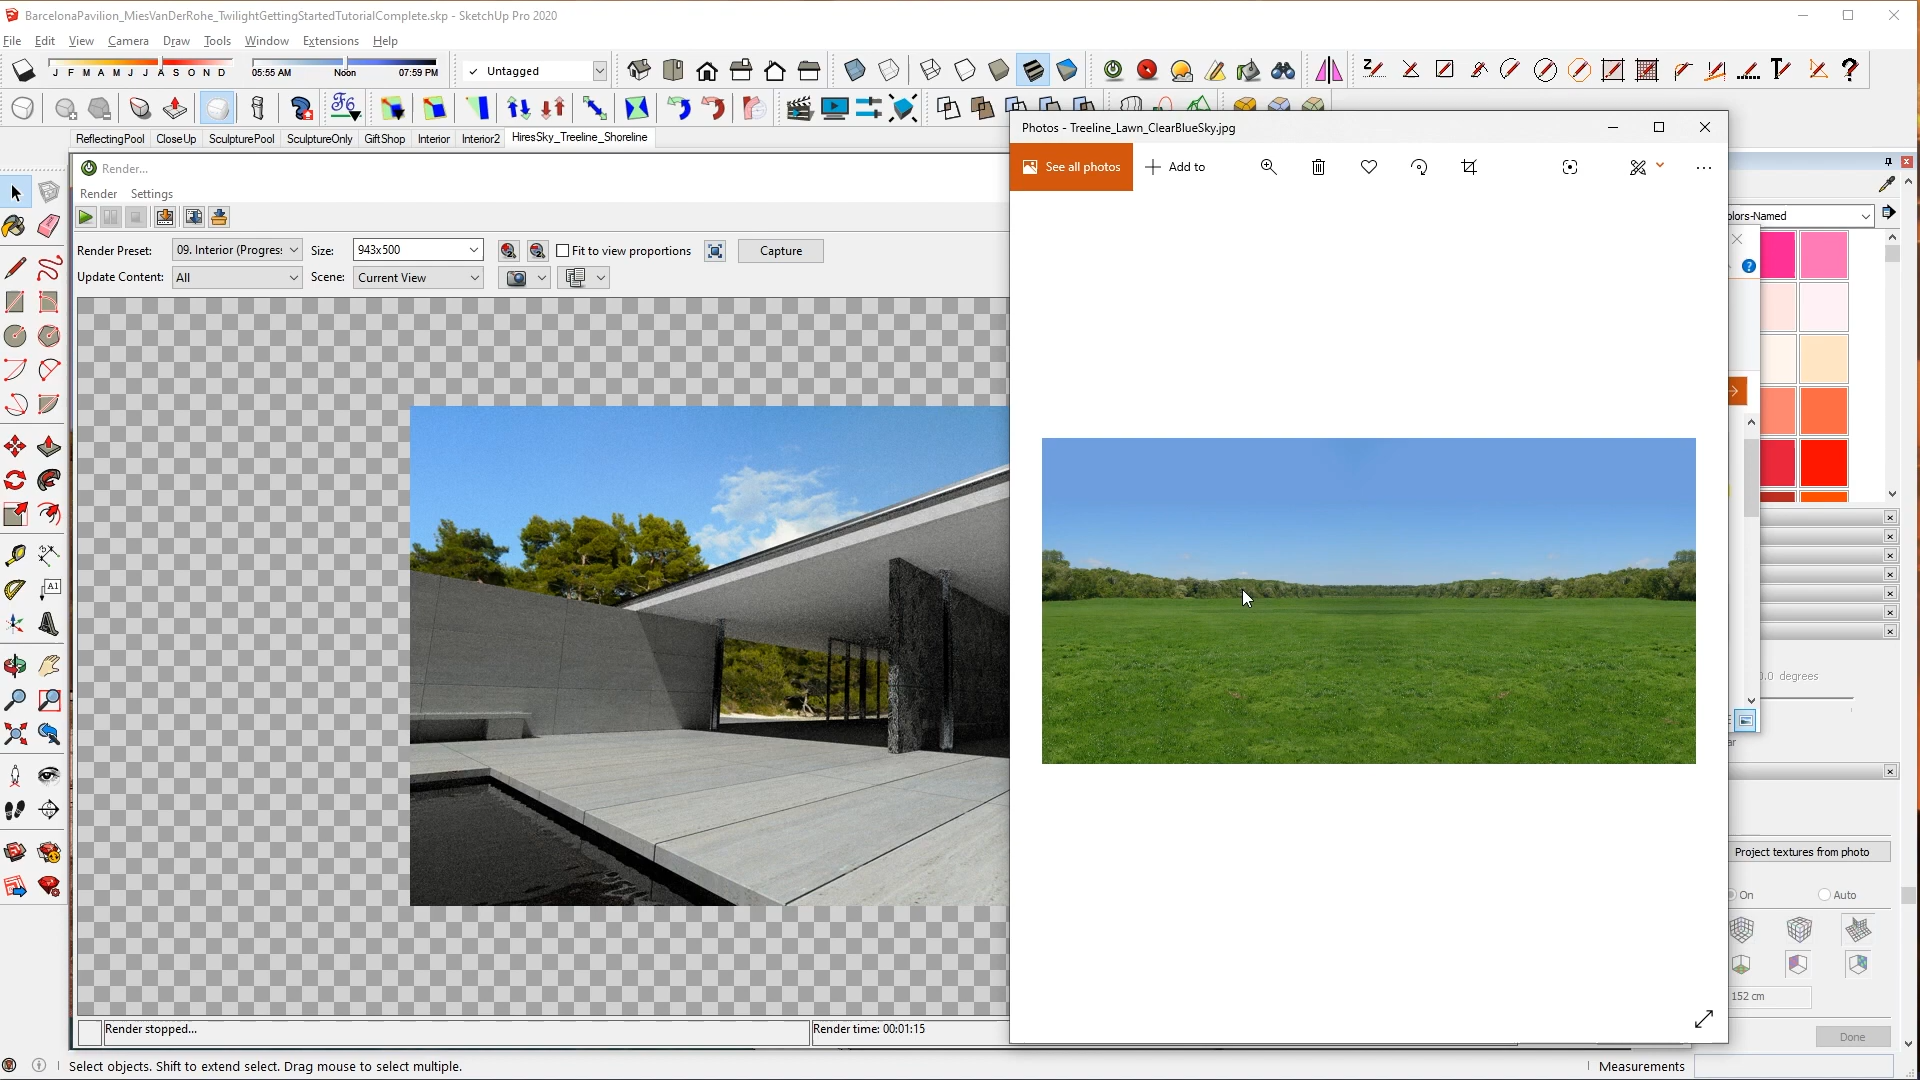 BarcelonaPavilion_MiesVanDerRohe_TwilightGettingStartedTutorialComplete.skp - SketchUp Pro 2020
File Edit View Camera Draw Tools Window Extensions Help
J F M A M J J A S O N D
05:55 AM Noon 07:59 PM
Untagged
ReflectingPool CloseUp SculpturePool SculptureOnly GiftShop Interior Interior2 HiresSky_Treeline_Shoreline
Render...
Render Settings
Render Preset: 09. Interior (Progres: Size: 943x500 Fit to view proportions Capture
Update Content: All Scene: Current View
Photos - Treeline_Lawn_ClearBlueSky.jpg
See all photos Add to
olors-Named
A1
0.0 degrees
ar
Project textures from photo
On Auto
152 cm
Done
Render stopped... Render time: 00:01:15
Select objects. Shift to extend select. Drag mouse to select multiple. Measurements